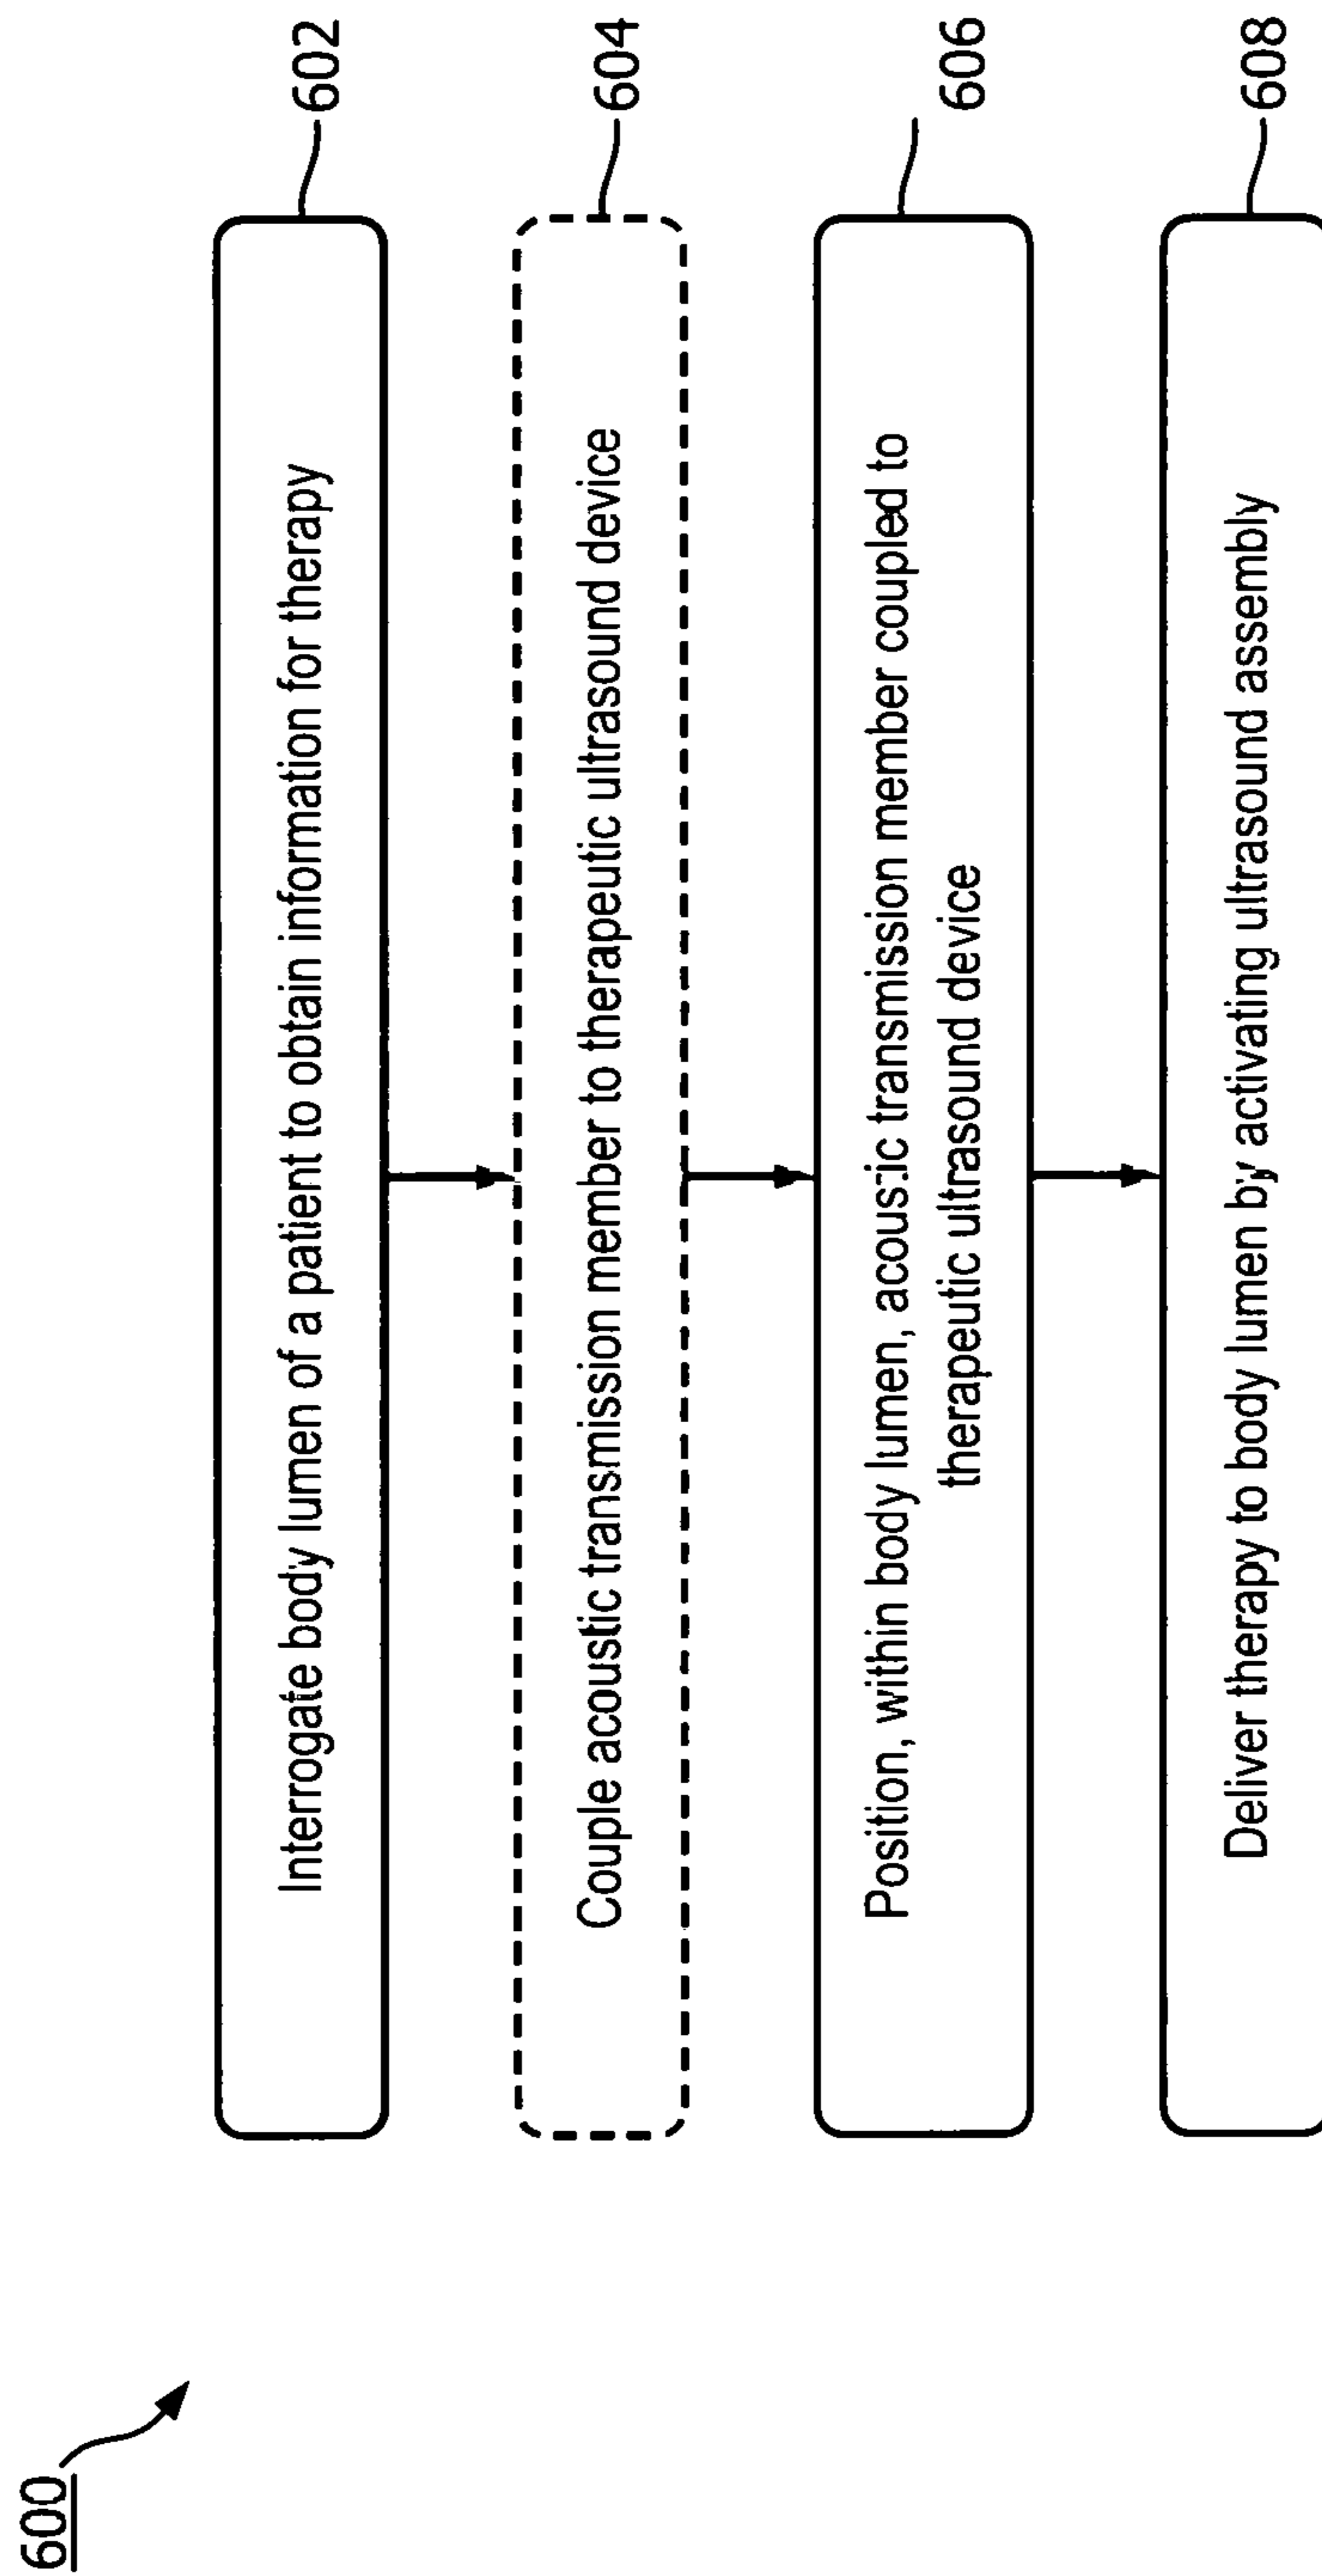 600
Interrogate body lumen of a patient to obtain information for therapy
602
Couple acoustic transmission member to therapeutic ultrasound device
604
Position, within body lumen, acoustic transmission member coupled to
therapeutic ultrasound device
606
Deliver therapy to body lumen by activating ultrasound assembly
608